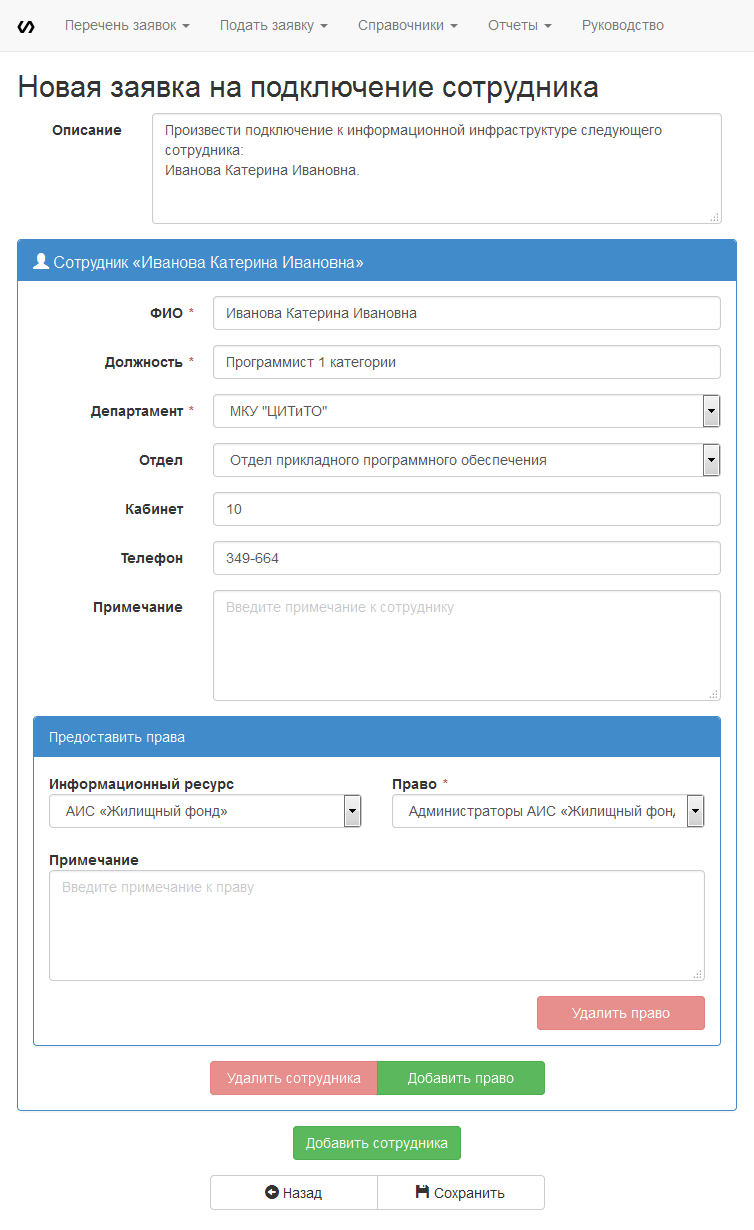 Перечень заявок Подать заявку Справочники Отчеты Руководство
Новая заявка на подключение сотрудника
Описание
Произвести подключение к информационной инфраструктуре следующего
сотрудника:
Иванова Катерина Ивановна.
Сотрудник «Иванова Катерина Ивановна»
ФИО * Иванова Катерина Ивановна
Должность * Программист 1 категории
Департамент * МКУ "ЦИТиТО"
Отдел Отдел прикладного программного обеспечения
Кабинет 10
Телефон 349-664
Примечание Введите примечание к сотруднику
Предоставить права
Информационный ресурс Право *
АИС «Жилищный фонд» Администраторы АИС «Жилищный фон
Примечание
Введите примечание к праву
Удалить право
Удалить сотрудника Добавить право
Добавить сотрудника
Назад Сохранить